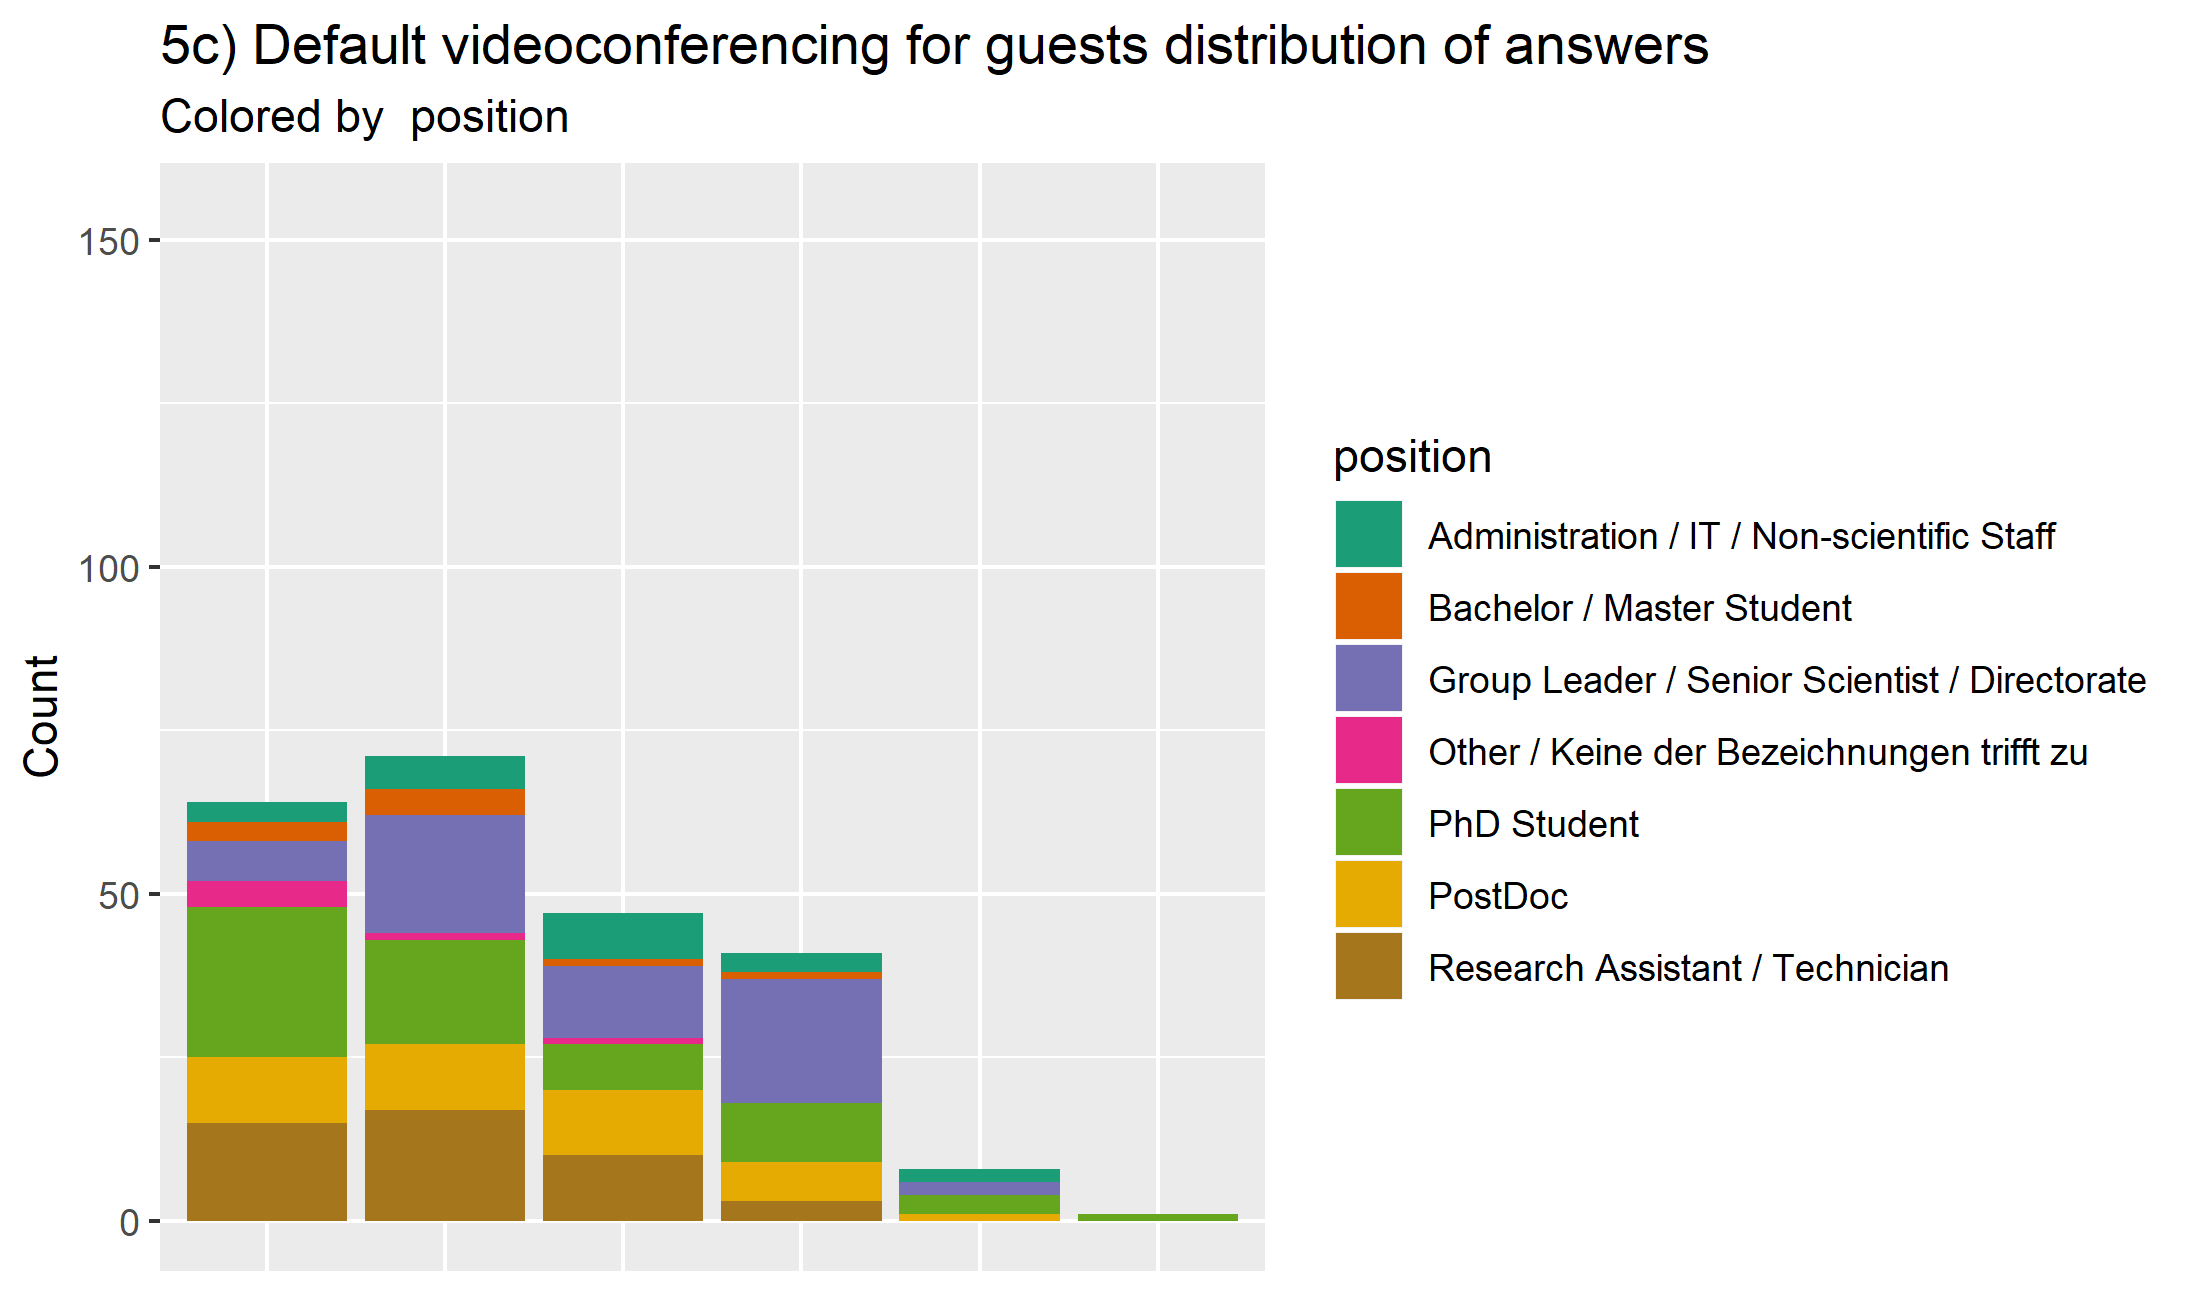 5c) Default videoconferencing for guests distribution of answers
Colored by  position
150
100
50
0
Count
position
Administration / IT / Non-scientific Staff
Bachelor / Master Student
Group Leader / Senior Scientist / Directorate
Other / Keine der Bezeichnungen trifft zu
PhD Student
PostDoc
Research Assistant / Technician